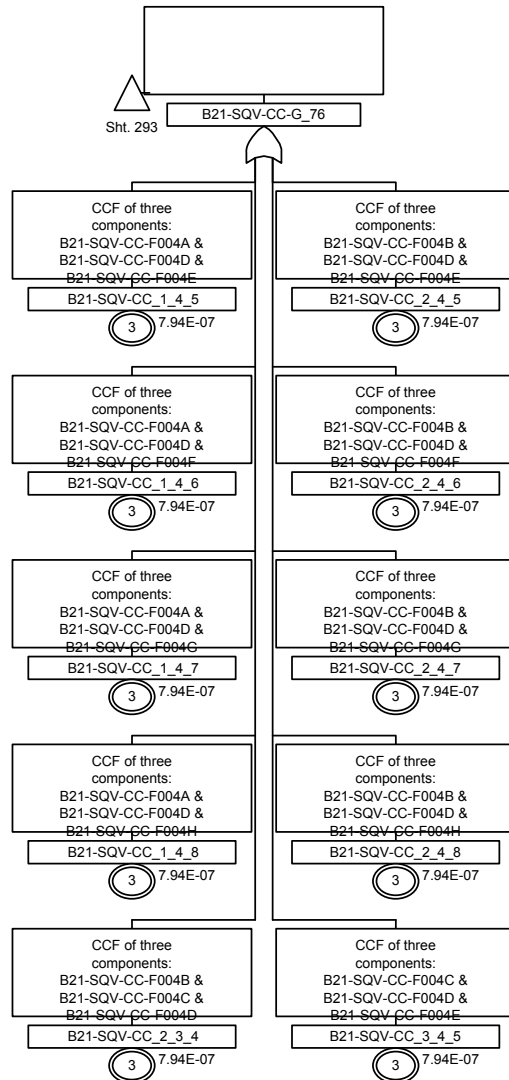 Sht. 293
B21-SQV-CC-G_76
CCF of three
components:
B21-SQV-CC-F004A &
B21-SQV-CC-F004D &
B21-SQV-CC-F004E
B21-SQV-CC_1_4_5
3
7.94E-07
CCF of three
components:
B21-SQV-CC-F004B &
B21-SQV-CC-F004D &
B21-SQV-CC-F004E
B21-SQV-CC_2_4_5
3
7.94E-07
CCF of three
components:
B21-SQV-CC-F004A &
B21-SQV-CC-F004D &
B21-SQV-CC-F004F
B21-SQV-CC_1_4_6
3
7.94E-07
CCF of three
components:
B21-SQV-CC-F004B &
B21-SQV-CC-F004D &
B21-SQV-CC-F004F
B21-SQV-CC_2_4_6
3
7.94E-07
CCF of three
components:
B21-SQV-CC-F004A &
B21-SQV-CC-F004D &
B21-SQV-CC-F004G
B21-SQV-CC_1_4_7
3
7.94E-07
CCF of three
components:
B21-SQV-CC-F004B &
B21-SQV-CC-F004D &
B21-SQV-CC-F004G
B21-SQV-CC_2_4_7
3
7.94E-07
CCF of three
components:
B21-SQV-CC-F004A &
B21-SQV-CC-F004D &
B21-SQV-CC-F004H
B21-SQV-CC_1_4_8
3
7.94E-07
CCF of three
components:
B21-SQV-CC-F004B &
B21-SQV-CC-F004D &
B21-SQV-CC-F004H
B21-SQV-CC_2_4_8
3
7.94E-07
CCF of three
components:
B21-SQV-CC-F004B &
B21-SQV-CC-F004C &
B21-SQV-CC-F004D
B21-SQV-CC_2_3_4
3
7.94E-07
CCF of three
components:
B21-SQV-CC-F004C &
B21-SQV-CC-F004D &
B21-SQV-CC-F004E
B21-SQV-CC_3_4_5
3
7.94E-07